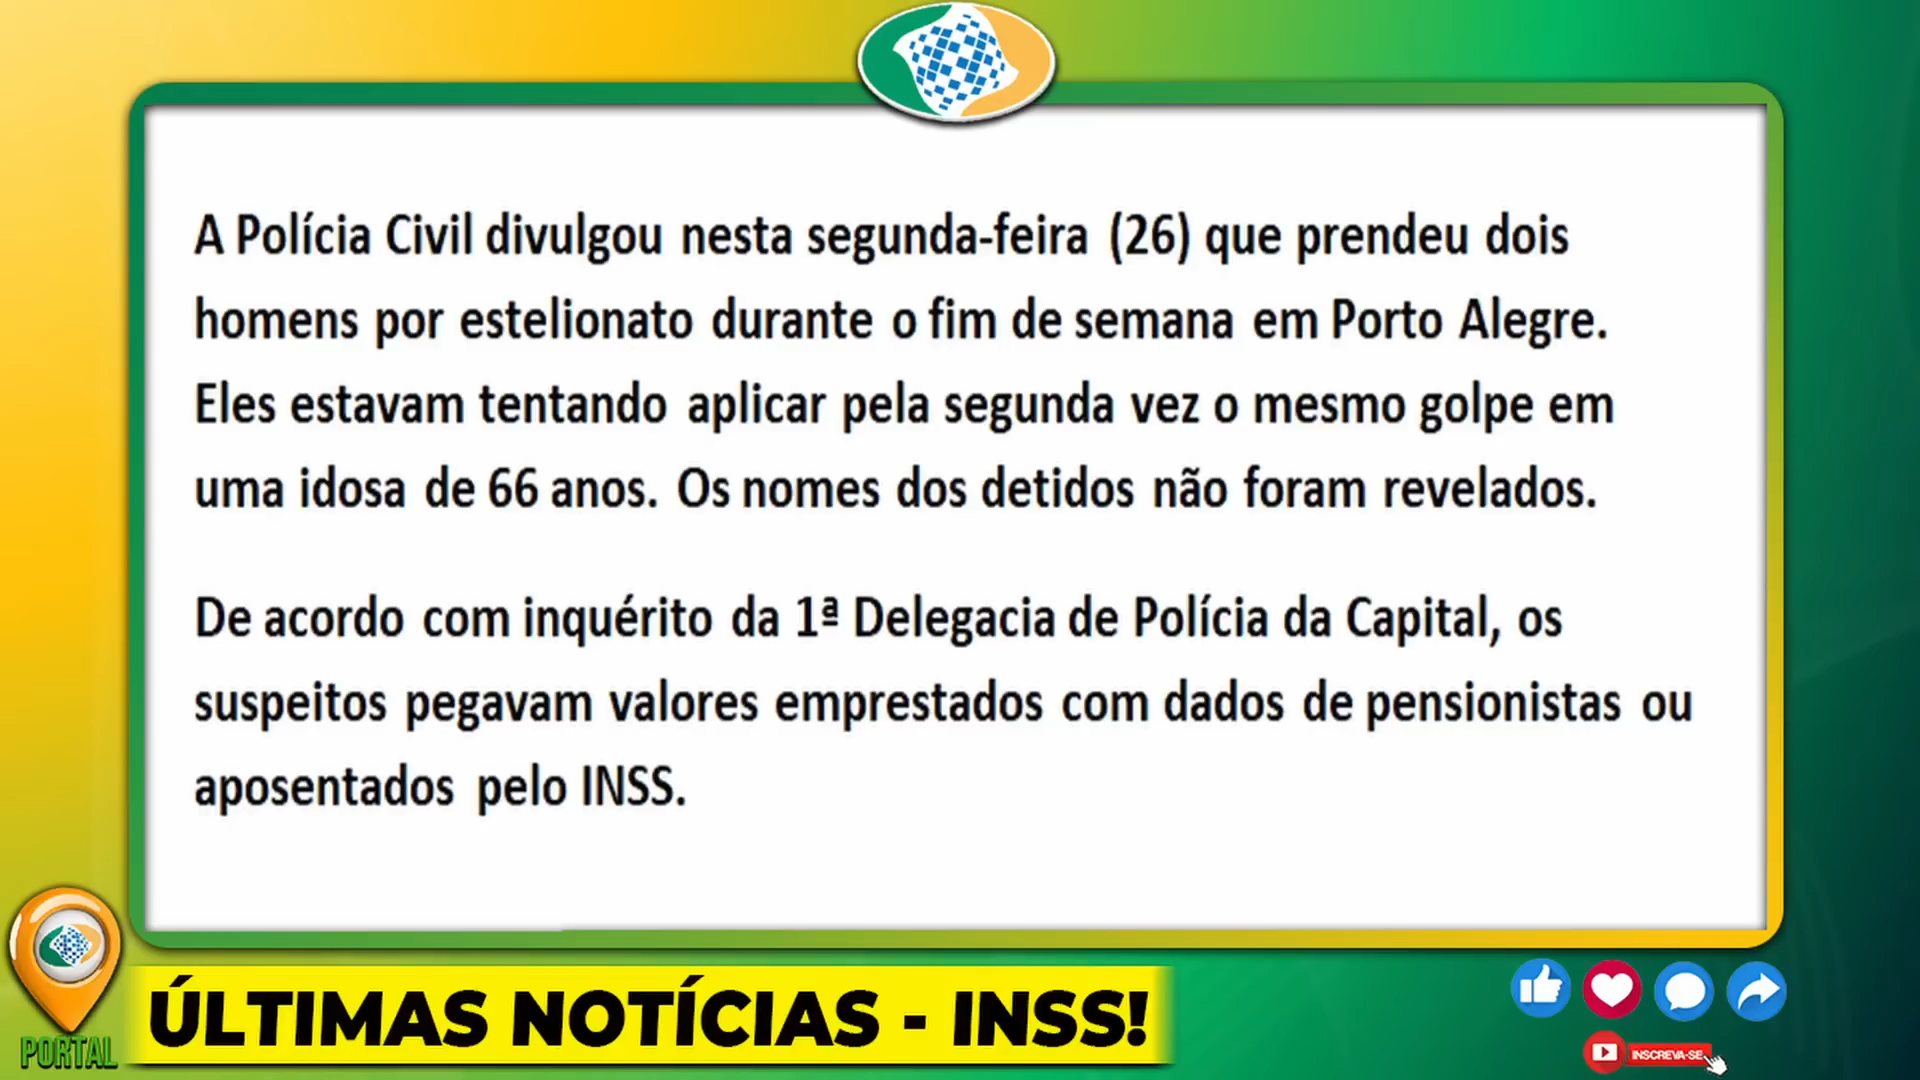 A Polícia Civil divulgou nesta segunda-feira (26) que prendeu dois
homens por estelionato durante o fim de semana em Porto Alegre.
Eles estavam tentando aplicar pela segunda vez o mesmo golpe em
uma idosa de 66 anos. Os nomes dos detidos não foram revelados.
De acordo com inquérito da 1ª Delegacia de Polícia da Capital, os
suspeitos pegavam valores emprestados com dados de pensionistas ou
aposentados pelo INSS.
ÚLTIMAS NOTÍCIAS - INSS!
PORTAL
INSCREVA-SE